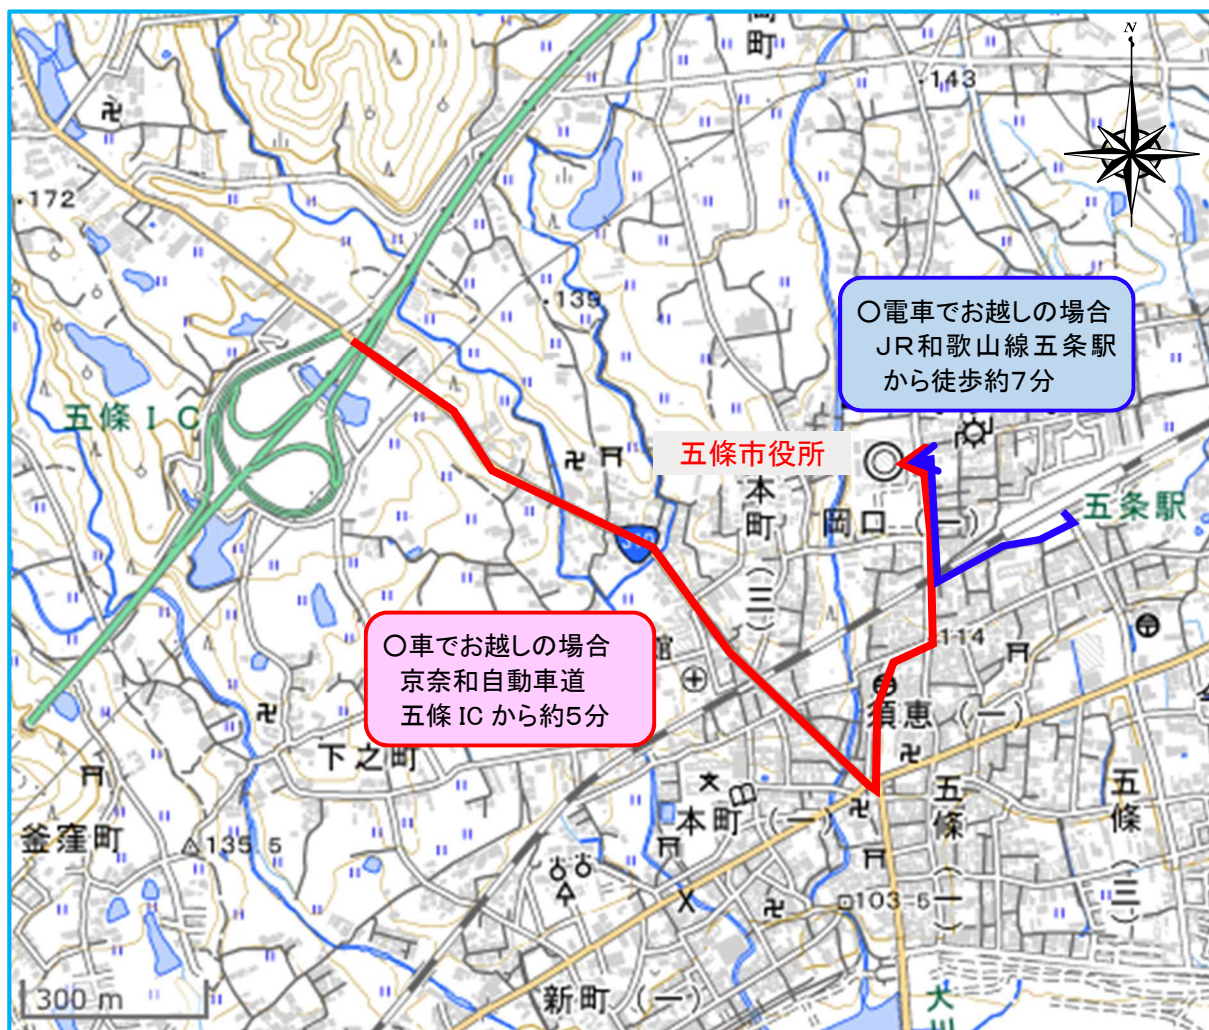 N
町
143
172
139
〇電車でお越しの場合
JR和歌山線五条駅
から徒歩約7分
五條IC
五條市役所
本町(三)
岡口(一)
五条駅
〇車でお越しの場合
京奈和自動車道
五條 IC から約5分
館
114
須恵(一)
下之町
五條(一)
五條(三)
本町(一)
釜窪町
135.5
103.5
300 m
新町(一)
大川